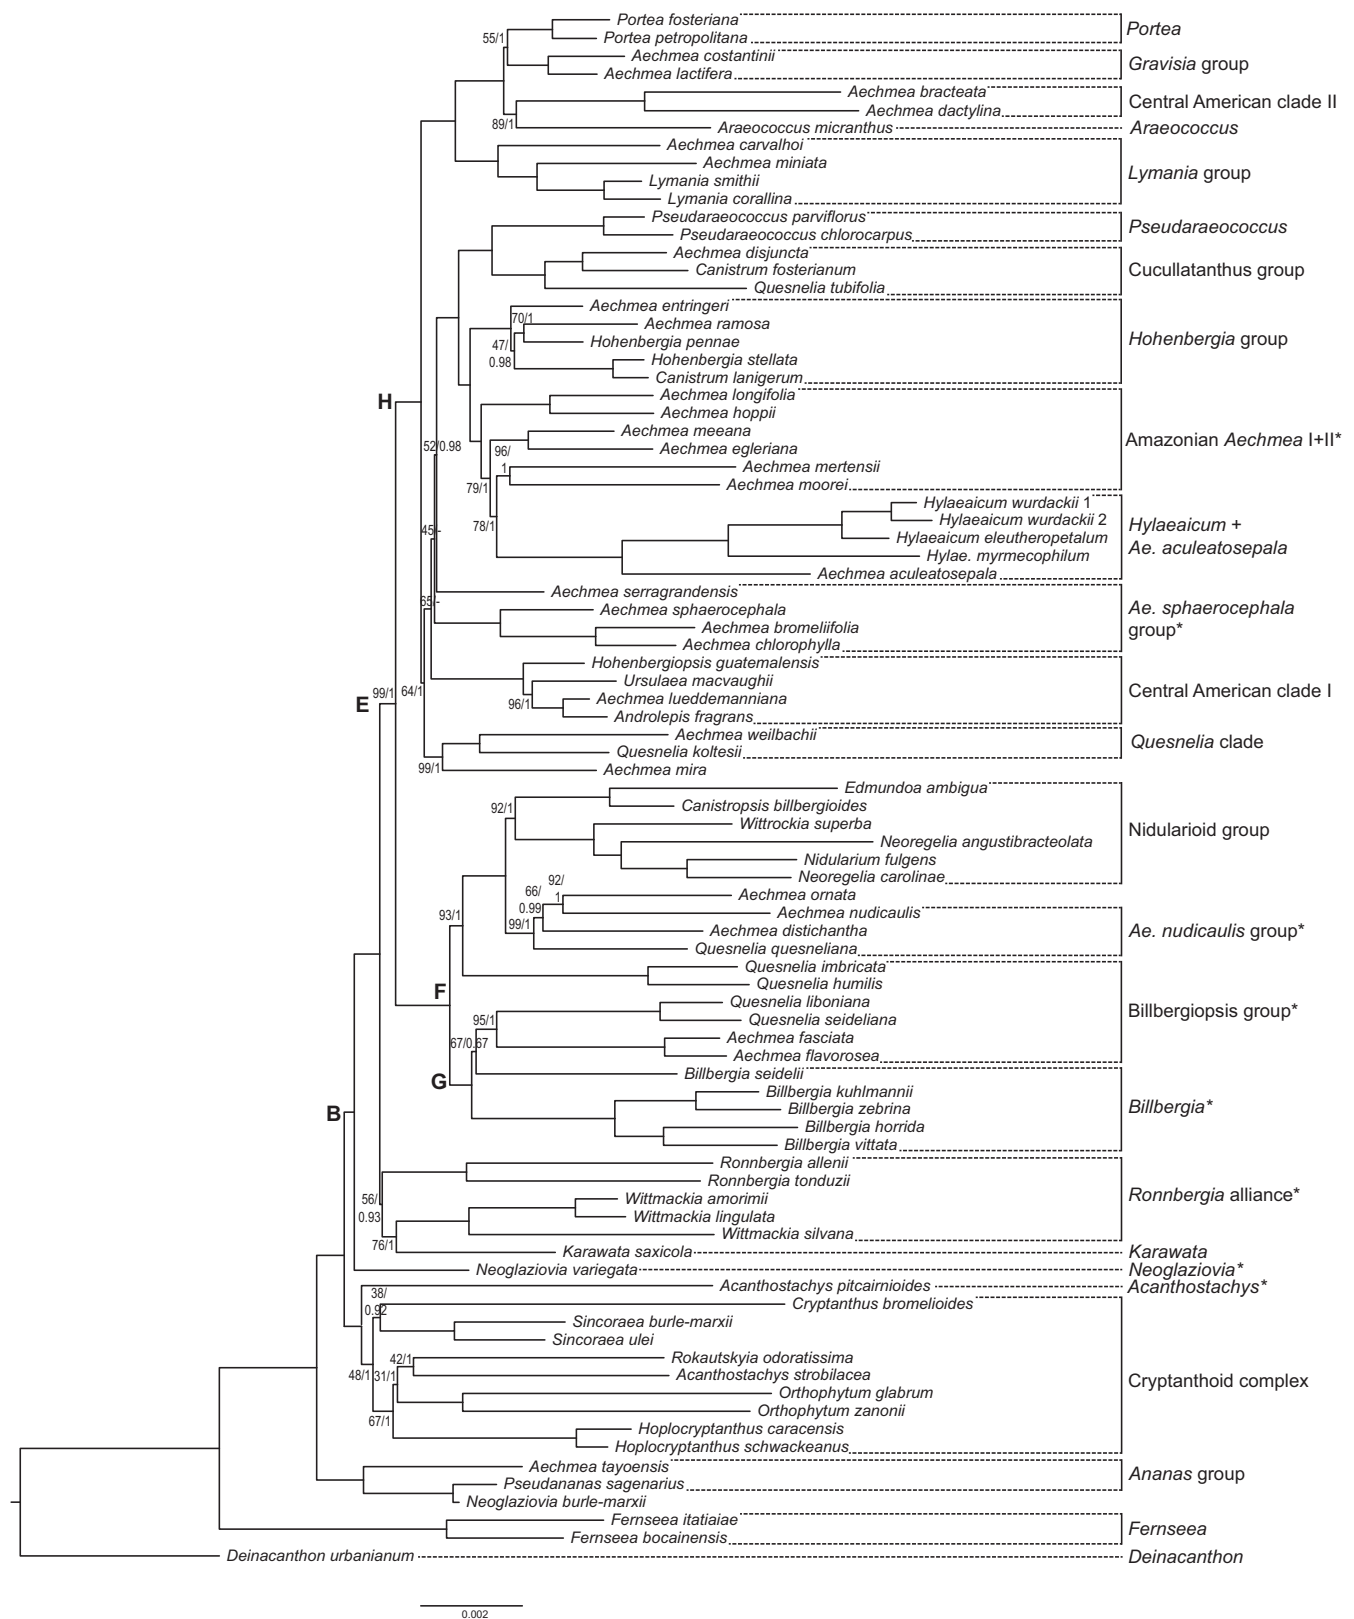 Portea fosteriana
Portea petropolitana
Portea
55/1
Aechmea costantinii
Aechmea lactifera
Gravisia group
Aechmea bracteata
Aechmea dactylina
Central American clade II
89/1
Araeococcus micranthus
Araeococcus
Aechmea carvalhoi
Aechmea miniata
Lymania smithii
Lymania corallina
Lymania group
Pseudaraeococcus parviflorus
Pseudaraeococcus chlorocarpus
Pseudaraeococcus
Aechmea disjuncta
Canistrum fosterianum
Quesnelia tubifolia
Cucullatanthus group
Aechmea entringeri
70/1
Aechmea ramosa
Hohenbergia pennae
47/
0.98
Hohenbergia stellata
Canistrum lanigerum
Hohenbergia group
H
Aechmea longifolia
Aechmea hoppii
Aechmea meeana
Aechmea egleriana
52/0.98
96/
1
Aechmea mertensii
Aechmea moorei
79/1
Amazonian Aechmea I+II*
78/1
45/-
Hylaeaicum wurdackii 1
Hylaeaicum wurdackii 2
Hylaeaicum eleutheropetalum
Hylae. myrmecophilum
Aechmea aculeatosepala
Hylaeaicum +
Ae. aculeatosepala
65/-
Aechmea serragrandensis
Aechmea sphaerocephala
Aechmea bromeliifolia
Aechmea chlorophylla
Ae. sphaerocephala
group*
Hohenbergiopsis guatemalensis
Ursulaea macvaughii
96/1
Aechmea lueddemanniana
Androlepis fragrans
Central American clade I
E
99/1
64/1
Aechmea weilbachii
Quesnelia koltesii
Quesnelia clade
99/1
Aechmea mira
Edmundoa ambigua
92/1
Canistropsis billbergioides
Wittrockia superba
Neoregelia angustibracteolata
Nidularium fulgens
Neoregelia carolinae
Nidularioid group
92/
1
66/
0.99
Aechmea ornata
Aechmea nudicaulis
93/1
99/1
Aechmea distichantha
Quesnelia quesneliana
Ae. nudicaulis group*
F
Quesnelia imbricata
Quesnelia humilis
Quesnelia liboniana
95/1
Quesnelia seideliana
67/0.67
Aechmea fasciata
Aechmea flavorosea
Billbergiopsis group*
G
Billbergia seidelii
Billbergia kuhlmannii
Billbergia zebrina
Billbergia horrida
Billbergia vittata
Billbergia*
B
Ronnbergia allenii
Ronnbergia tonduzii
56/
0.93
Wittmackia amorimii
Wittmackia lingulata
Wittmackia silvana
Ronnbergia alliance*
76/1
Karawata saxicola
Karawata
Neoglaziovia variegata
Neoglaziovia*
Acanthostachys pitcairnioides
Acanthostachys*
38/
0.92
Cryptanthus bromelioides
Sincoraea burle-marxii
Sincoraea ulei
42/1
Rokautskyia odoratissima
48/1
31/1
Acanthostachys strobilacea
Orthophytum glabrum
67/1
Orthophytum zanonii
Hoplocryptanthus caracensis
Hoplocryptanthus schwackeanus
Cryptanthoid complex
Aechmea tayoensis
Pseudananas sagenarius
Ananas group
Neoglaziovia burle-marxii
Fernseea itatiaiae
Fernseea bocainensis
Fernseea
Deinacanthon urbanianum
Deinacanthon
0.002